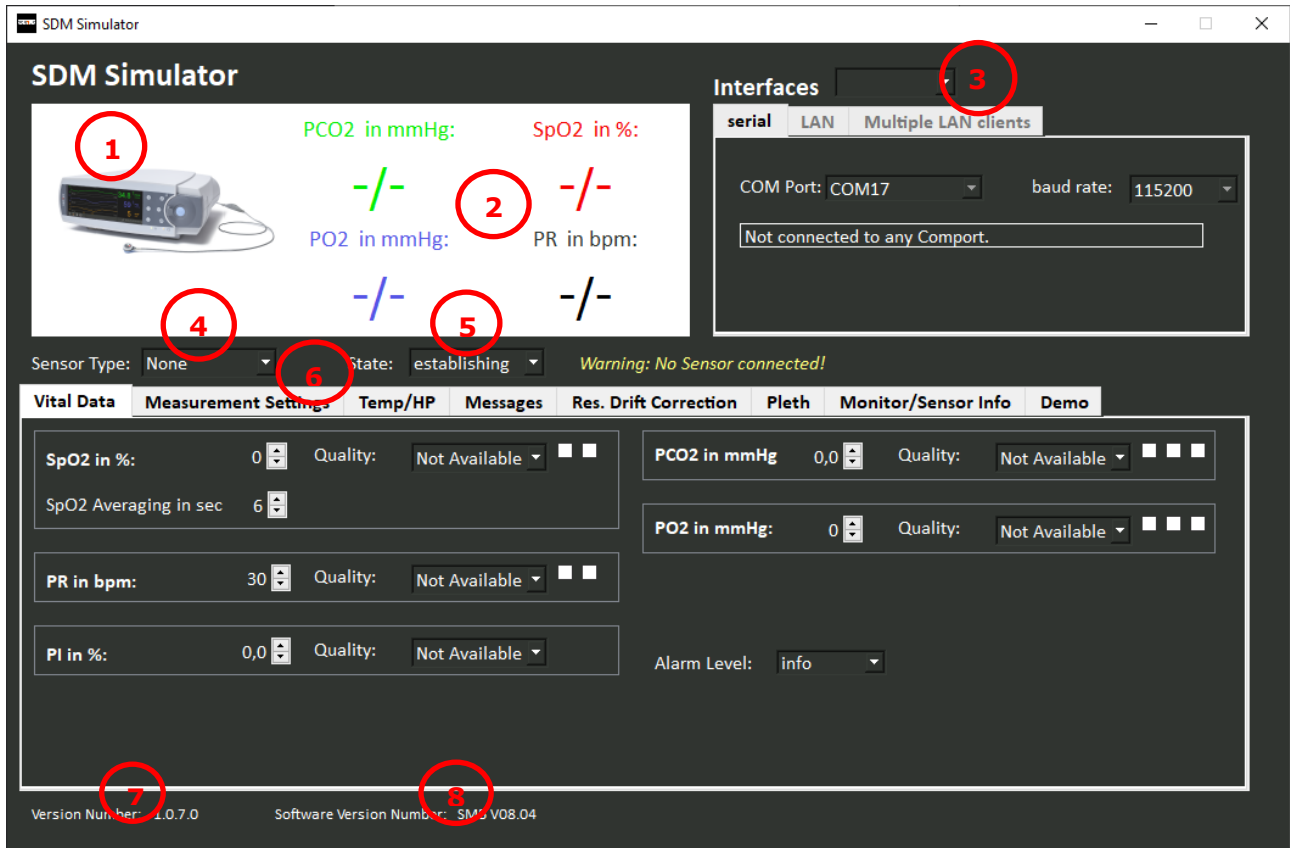 SDM Simulator
SDM Simulator
Interfaces
3
serial LAN Multiple LAN clients
1
PCO2 in mmHg: SpO2 in %:
-/- 2 -/-
PO2 in mmHg: PR in bpm:
-/- -/-
COM Port: COM17 baud rate: 115200
Not connected to any Comport.
4 5
Sensor Type: None 6 State: establishing Warning: No Sensor connected!
Vital Data Measurement Settings Temp/HP Messages Res. Drift Correction Pleth Monitor/Sensor Info Demo
SpO2 in %: 0 Quality: Not Available
SpO2 Averaging in sec 6
PR in bpm: 30 Quality: Not Available
PI in %: 0,0 Quality: Not Available
PCO2 in mmHg 0,0 Quality: Not Available
PO2 in mmHg: 0 Quality: Not Available
Alarm Level: info
7 8
Version Number: 1.0.7.0 Software Version Number: V08.04